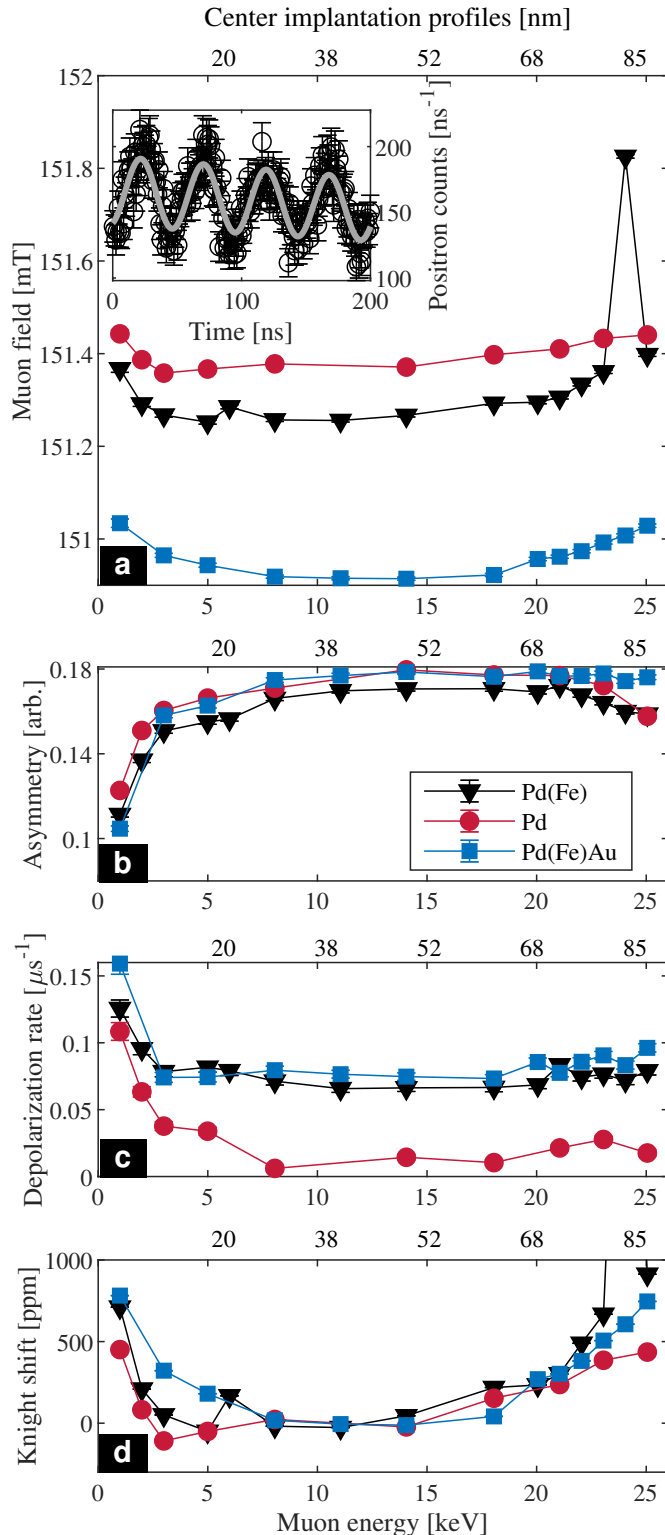 Center implantation profiles [nm]
20 38 52 68 85
152
151.8
151.6
151.4
151.2
151
Muon field [mT]
200
150
100
Positron counts [ns-1]
0 100 200
Time [ns]
a
0 5 10 15 20 25
20 38 52 68 85
0.18
0.14
0.1
Asymmetry [arb.]
Pd(Fe)
Pd
Pd(Fe)Au
b
0 5 10 15 20 25
20 38 52 68 85
0.15
0.1
0.05
0
Depolarization rate [μs-1]
c
0 5 10 15 20 25
20 38 52 68 85
1000
500
0
Knight shift [ppm]
d
0 5 10 15 20 25
Muon energy [keV]